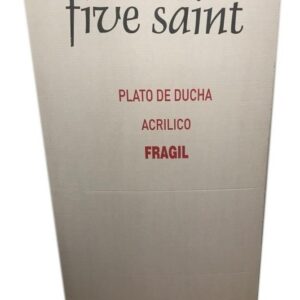 five saint
PLATO DE DUCHA
ACRILICO
FRAGIL